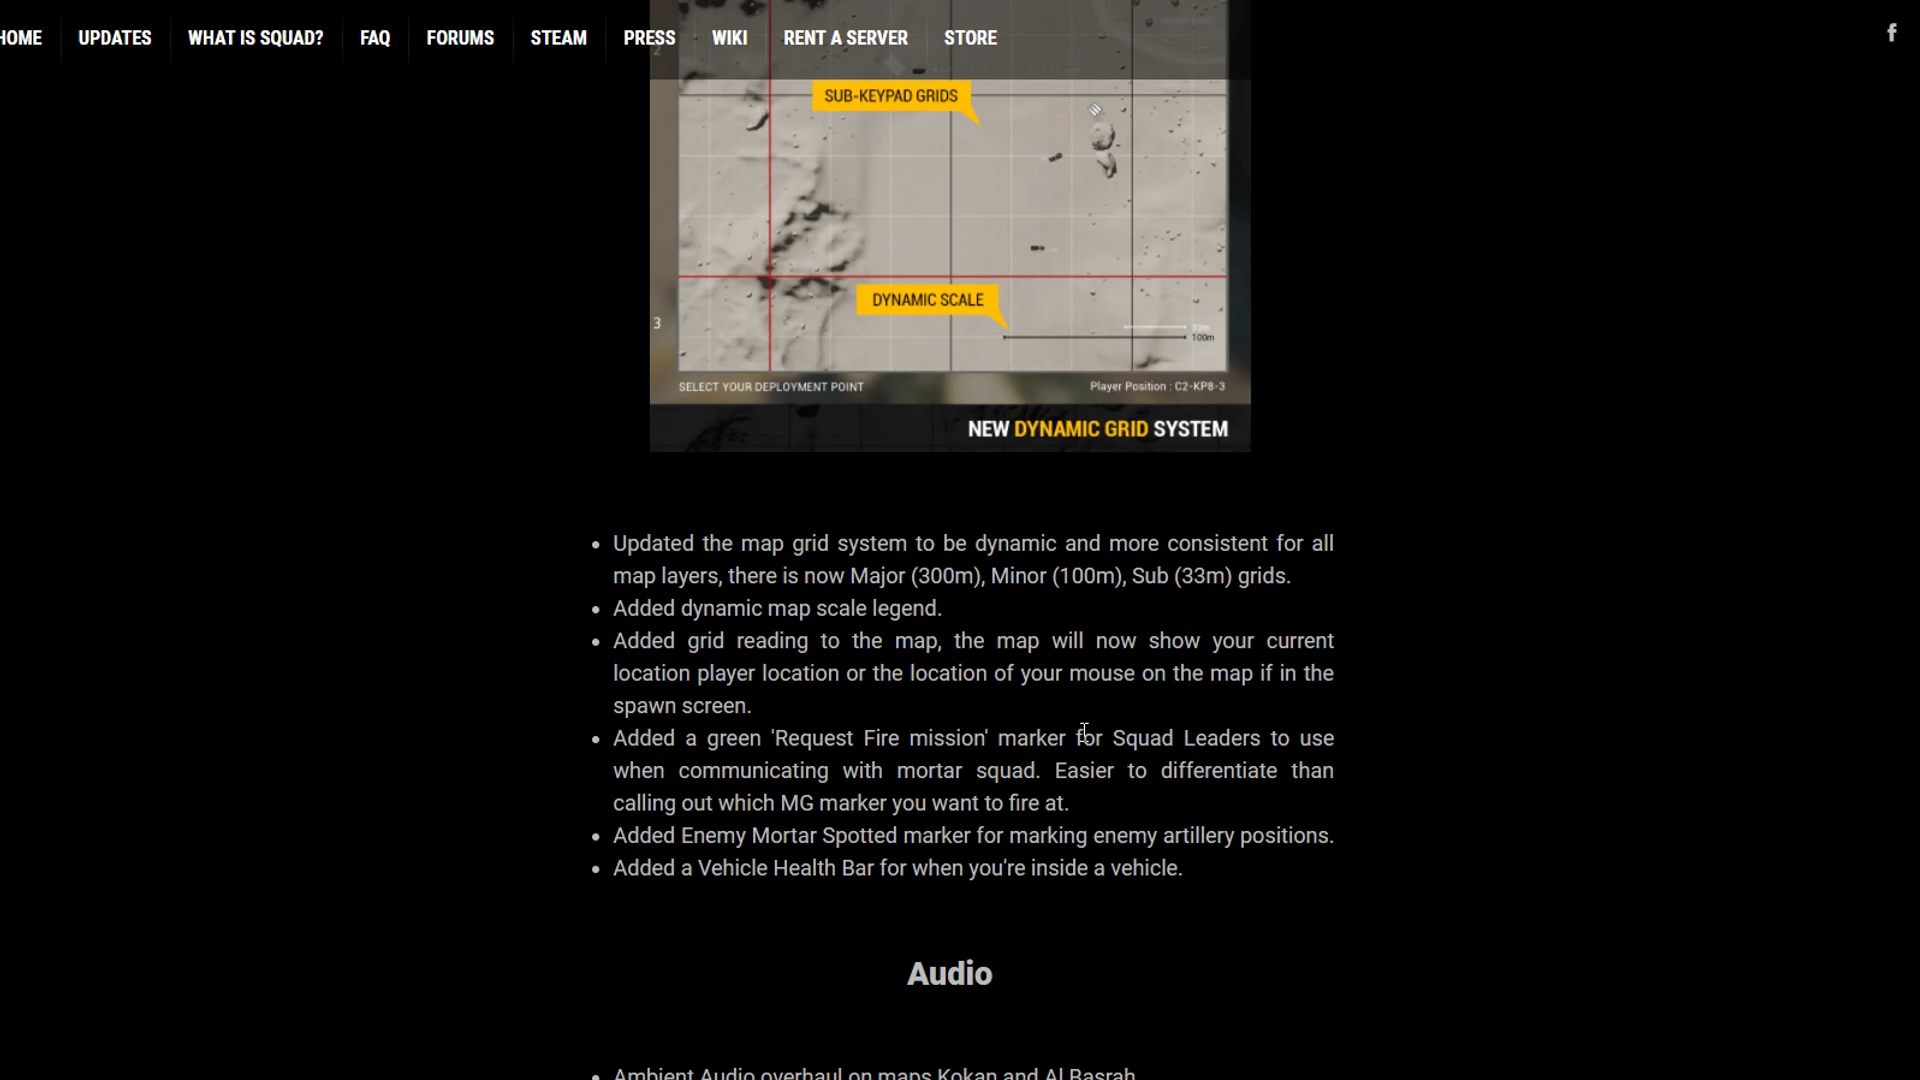 HOME UPDATES WHAT IS SQUAD? FAQ FORUMS STEAM PRESS WIKI RENT A SERVER STORE f
2
SUB-KEYPAD GRIDS
DYNAMIC SCALE
3
33m
100m
SELECT YOUR DEPLOYMENT POINT Player Position : C2-KP8-3
NEW DYNAMIC GRID SYSTEM
• Updated the map grid system to be dynamic and more consistent for all
map layers, there is now Major (300m), Minor (100m), Sub (33m) grids.
• Added dynamic map scale legend.
• Added grid reading to the map, the map will now show your current
location player location or the location of your mouse on the map if in the
spawn screen.
• Added a green 'Request Fire mission' marker for Squad Leaders to use
when communicating with mortar squad. Easier to differentiate than
calling out which MG marker you want to fire at.
• Added Enemy Mortar Spotted marker for marking enemy artillery positions.
• Added a Vehicle Health Bar for when you're inside a vehicle.
Audio
• Ambient Audio overhaul on maps Kokan and Al Basrah